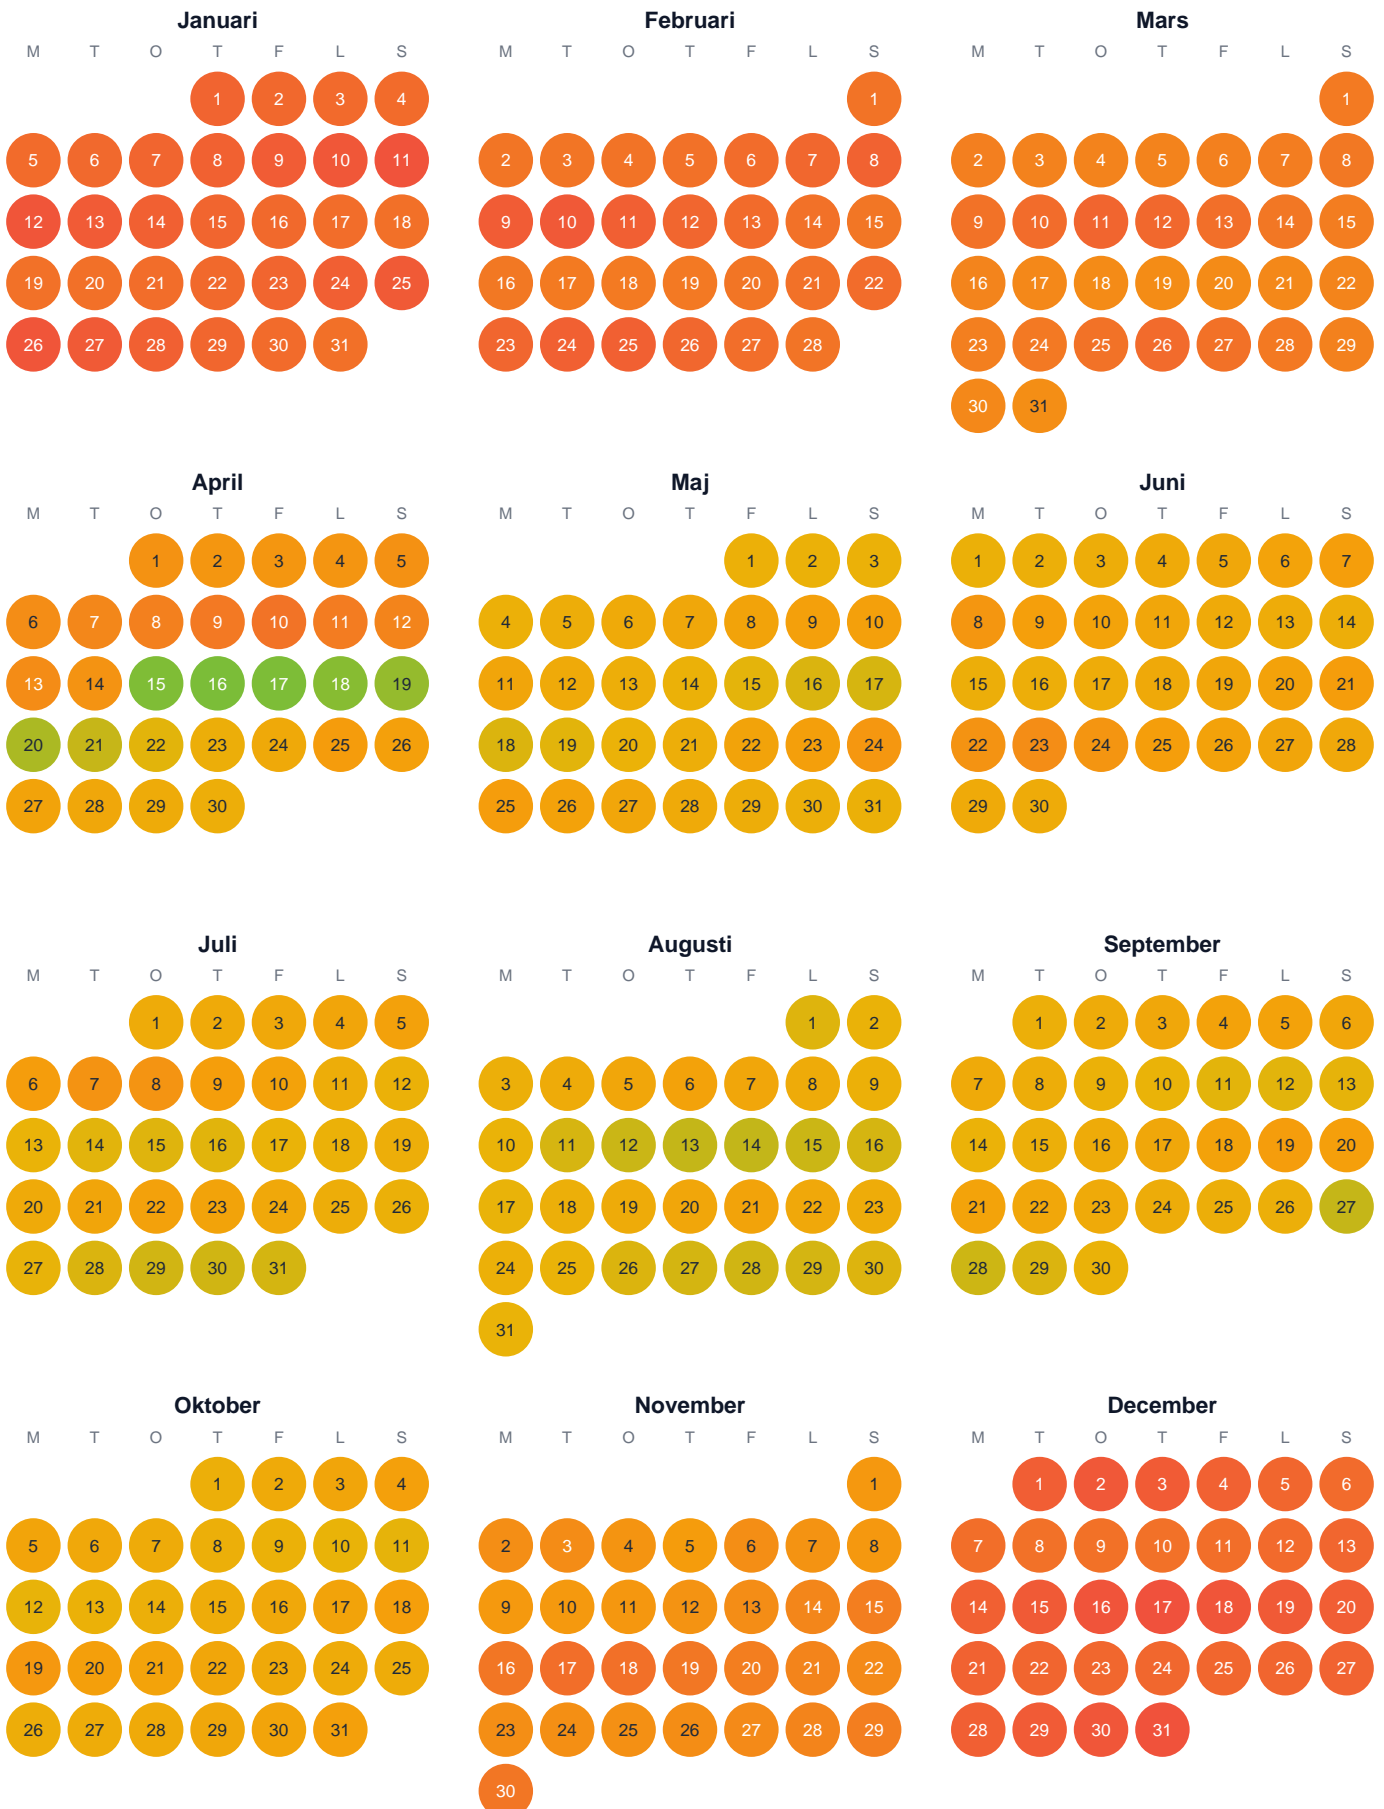 Januari Februari Mars
M T O T F L S M T O T F L S M T O T F L S
1 2 3 4 1 1
5 6 7 8 9 10 11 2 3 4 5 6 7 8 2 3 4 5 6 7 8
12 13 14 15 16 17 18 9 10 11 12 13 14 15 9 10 11 12 13 14 15
19 20 21 22 23 24 25 16 17 18 19 20 21 22 16 17 18 19 20 21 22
26 27 28 29 30 31 23 24 25 26 27 28 23 24 25 26 27 28 29
30 31
April Maj Juni
M T O T F L S M T O T F L S M T O T F L S
1 2 3 4 5 1 2 3 1 2 3 4 5 6 7
6 7 8 9 10 11 12 4 5 6 7 8 9 10 8 9 10 11 12 13 14
13 14 15 16 17 18 19 11 12 13 14 15 16 17 15 16 17 18 19 20 21
20 21 22 23 24 25 26 18 19 20 21 22 23 24 22 23 24 25 26 27 28
27 28 29 30 25 26 27 28 29 30 31 29 30
Juli Augusti September
M T O T F L S M T O T F L S M T O T F L S
1 2 3 4 5 1 2 1 2 3 4 5 6
6 7 8 9 10 11 12 3 4 5 6 7 8 9 7 8 9 10 11 12 13
13 14 15 16 17 18 19 10 11 12 13 14 15 16 14 15 16 17 18 19 20
20 21 22 23 24 25 26 17 18 19 20 21 22 23 21 22 23 24 25 26 27
27 28 29 30 31 24 25 26 27 28 29 30 28 29 30
31
Oktober November December
M T O T F L S M T O T F L S M T O T F L S
1 2 3 4 1 1 2 3 4 5 6
5 6 7 8 9 10 11 2 3 4 5 6 7 8 7 8 9 10 11 12 13
12 13 14 15 16 17 18 9 10 11 12 13 14 15 14 15 16 17 18 19 20
19 20 21 22 23 24 25 16 17 18 19 20 21 22 21 22 23 24 25 26 27
26 27 28 29 30 31 23 24 25 26 27 28 29 28 29 30 31
30